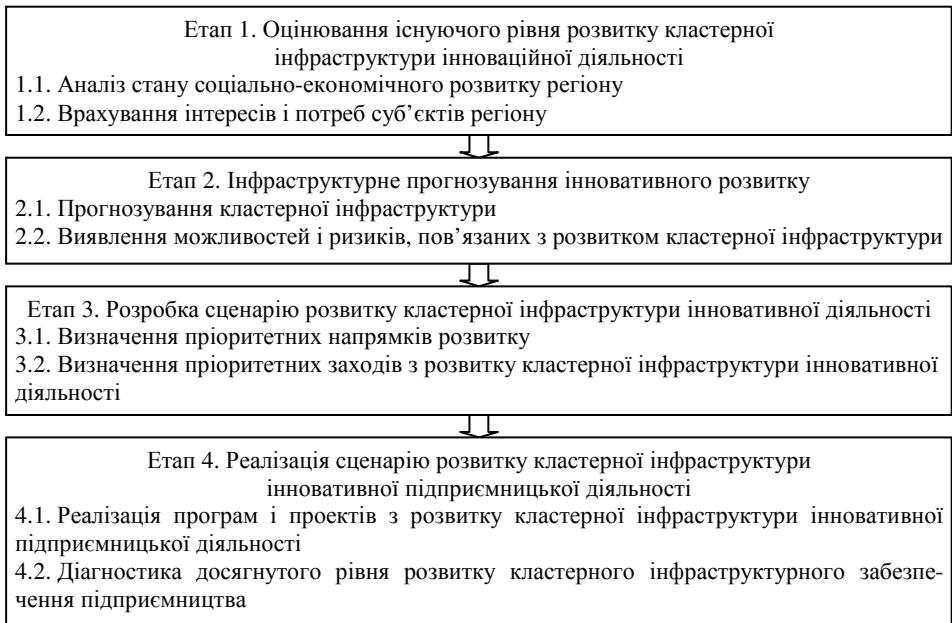 Етап 1. Оцінювання існуючого рівня розвитку кластерної
інфраструктури інноваційної діяльності
1.1. Аналіз стану соціально-економічного розвитку регіону
1.2. Врахування інтересів і потреб суб’єктів регіону
Етап 2. Інфраструктурне прогнозування інновативного розвитку
2.1. Прогнозування кластерної інфраструктури
2.2. Виявлення можливостей і ризиків, пов’язаних з розвитком кластерної інфраструктури
Етап 3. Розробка сценарію розвитку кластерної інфраструктури інновативної діяльності
3.1. Визначення пріоритетних напрямків розвитку
3.2. Визначення пріоритетних заходів з розвитку кластерної інфраструктури інновативної
діяльності
Етап 4. Реалізація сценарію розвитку кластерної інфраструктури
інновативної підприємницької діяльності
4.1. Реалізація програм і проектів з розвитку кластерної інфраструктури інновативної
підприємницької діяльності
4.2. Діагностика досягнутого рівня розвитку кластерного інфраструктурного забезпе-
чення підприємництва